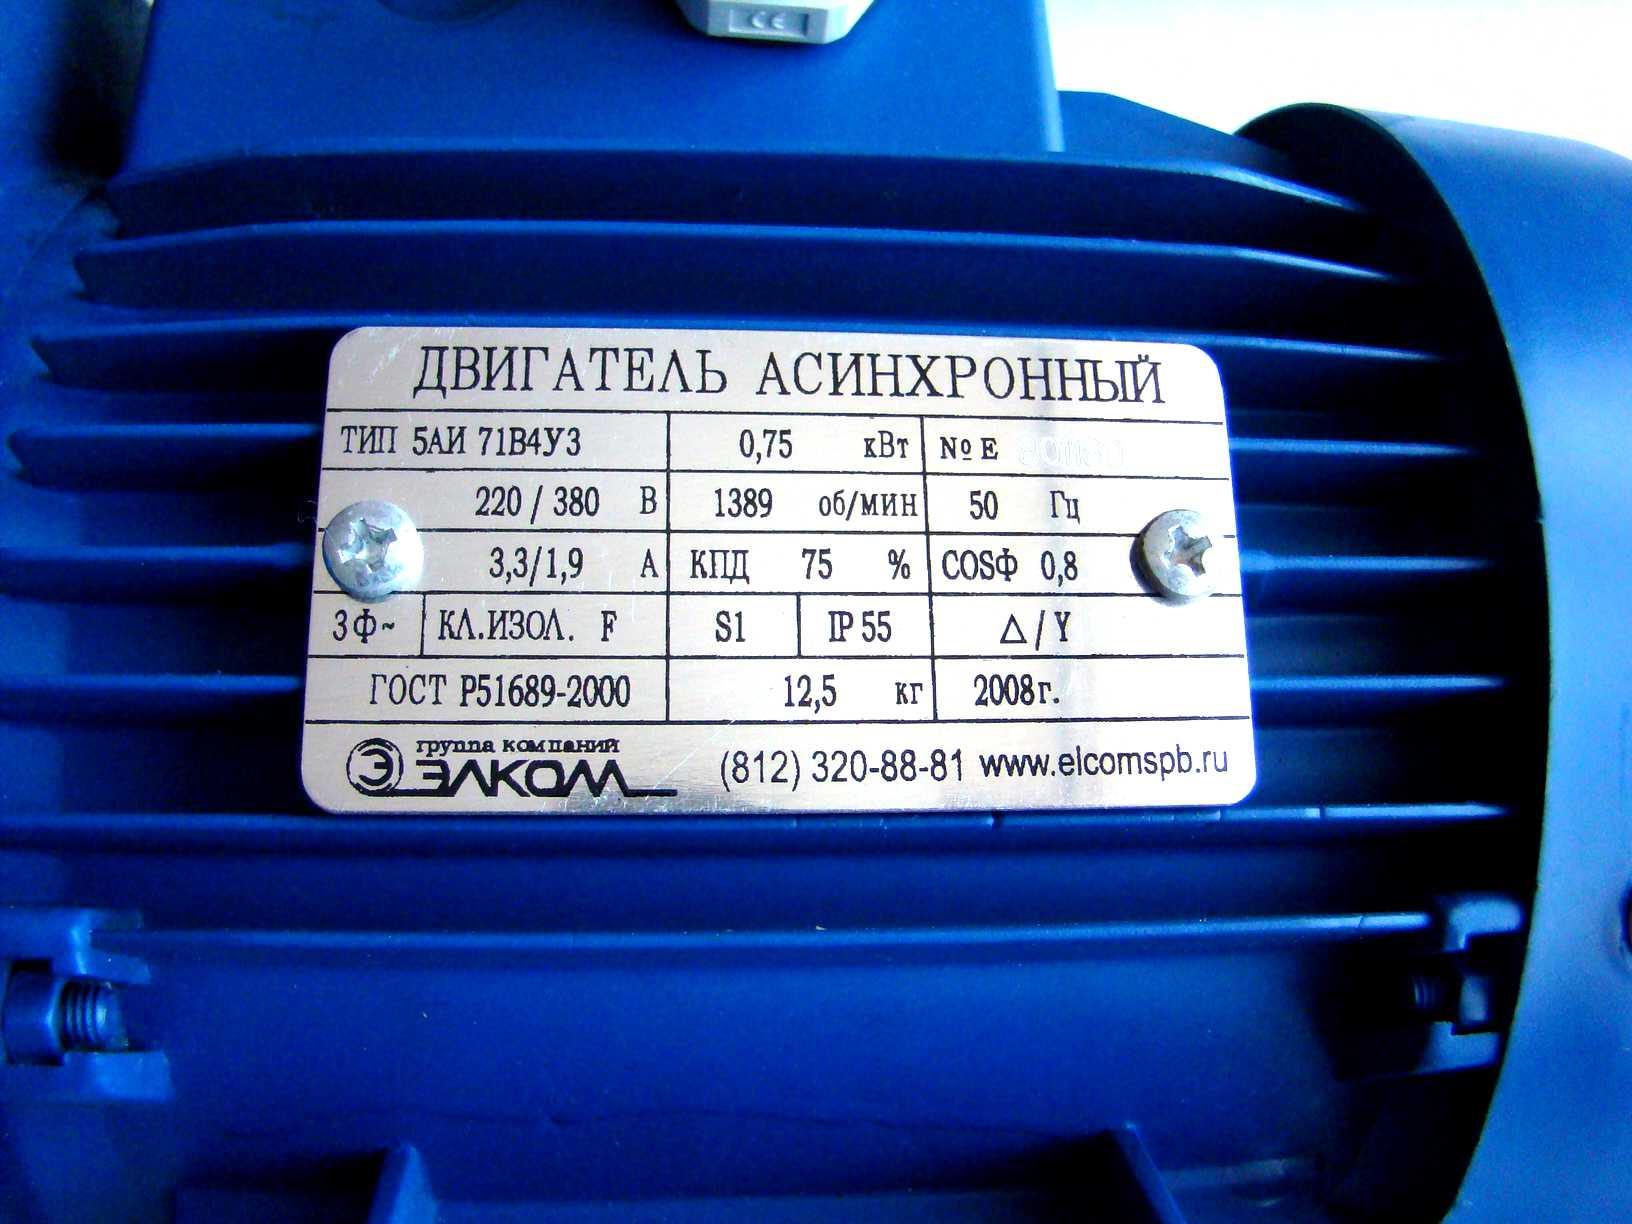 CE
ДВИГАТЕЛЬ АСИНХРОННЫЙ
ТИП 5АИ 71В4У3 0,75 кВт № Е
220 / 380 В 1389 об/мин 50 Гц
3,3/1,9 А КПД 75 % COSФ 0,8
3ф~ КЛ.ИЗОЛ. F S1 IP 55 Δ / Y
ГОСТ Р51689-2000 12,5 кг 2008г.
группа компаний
Э ЭЛКОМ (812) 320-88-81 www.elcomspb.ru